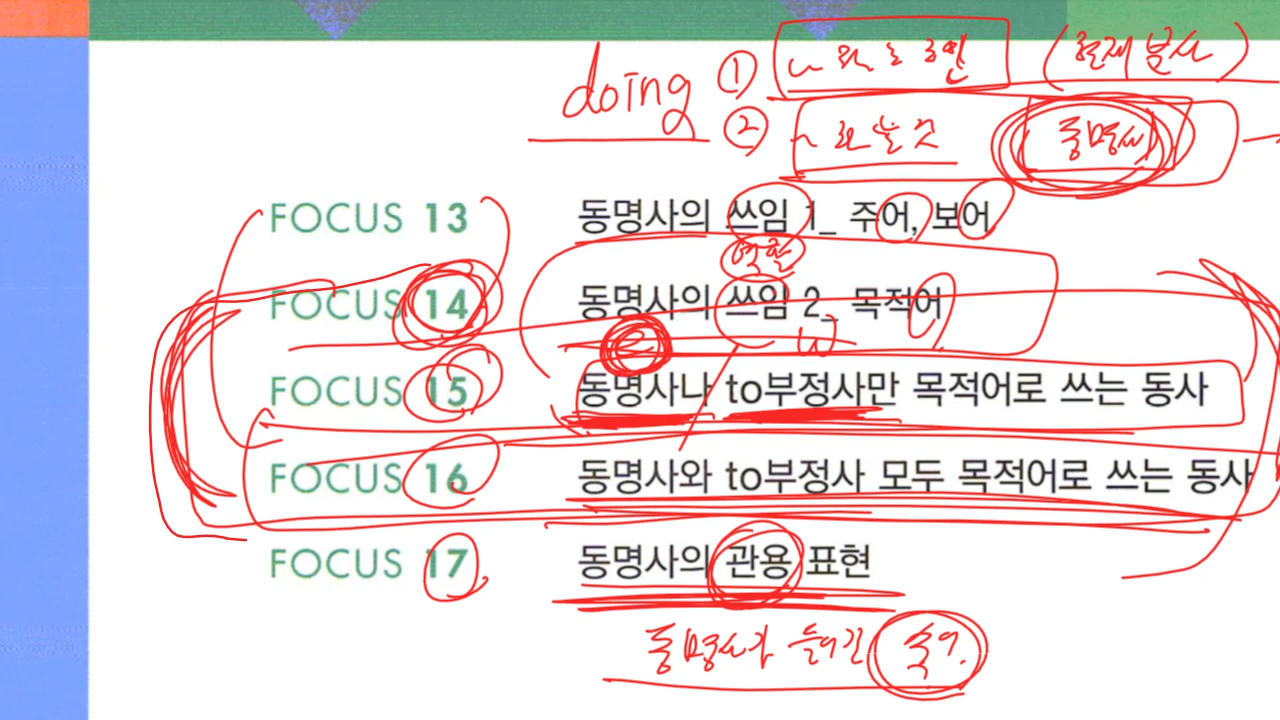 doing ① ~ 하는 중인 (현재분사)
② ~ 하는 것 동명사
FOCUS 13 동명사의 쓰임 1_ 주어, 보어
역할
FOCUS 14 동명사의 쓰임 2_ 목적어
FOCUS 15 동명사나 to부정사만 목적어로 쓰는 동사
FOCUS 16 동명사와 to부정사 모두 목적어로 쓰는 동사
FOCUS 17 동명사의 관용 표현
동명사가 들어간 숙어.